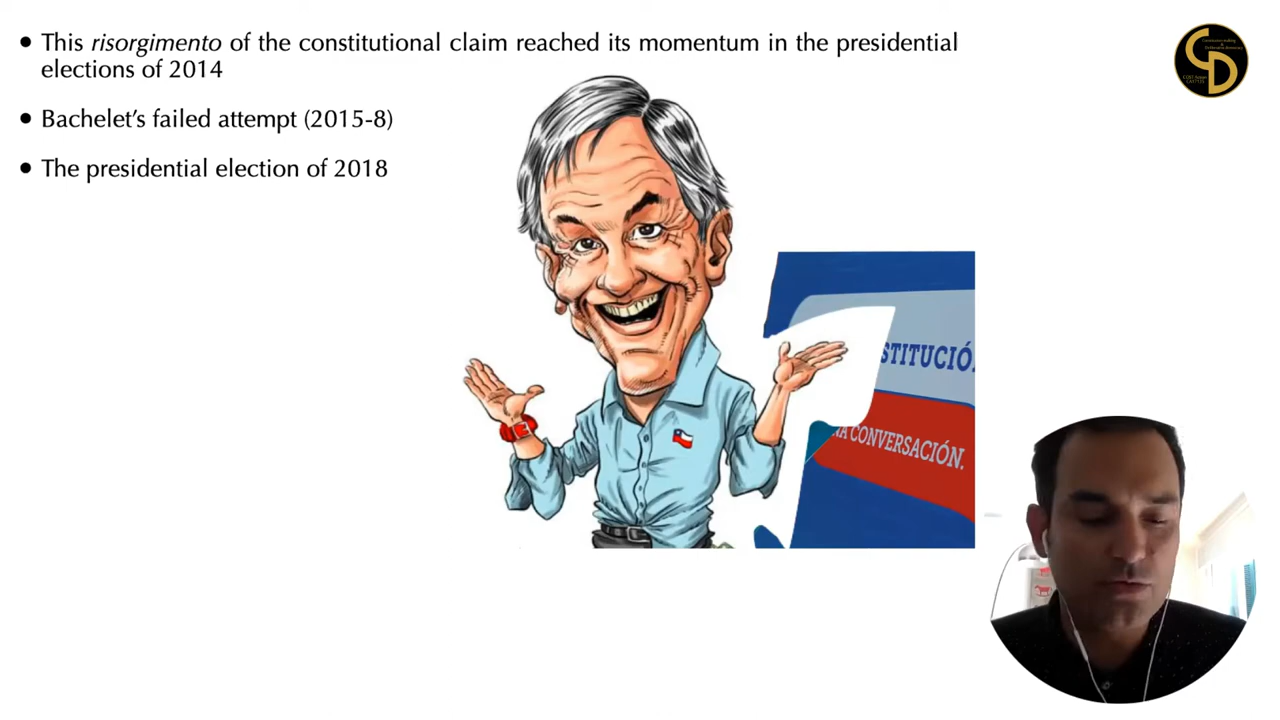 • This risorgimento of the constitutional claim reached its momentum in the presidential
elections of 2014
• Bachelet's failed attempt (2015-8)
• The presidential election of 2018
STITUCIÓ
NA CONVERSACIÓN.